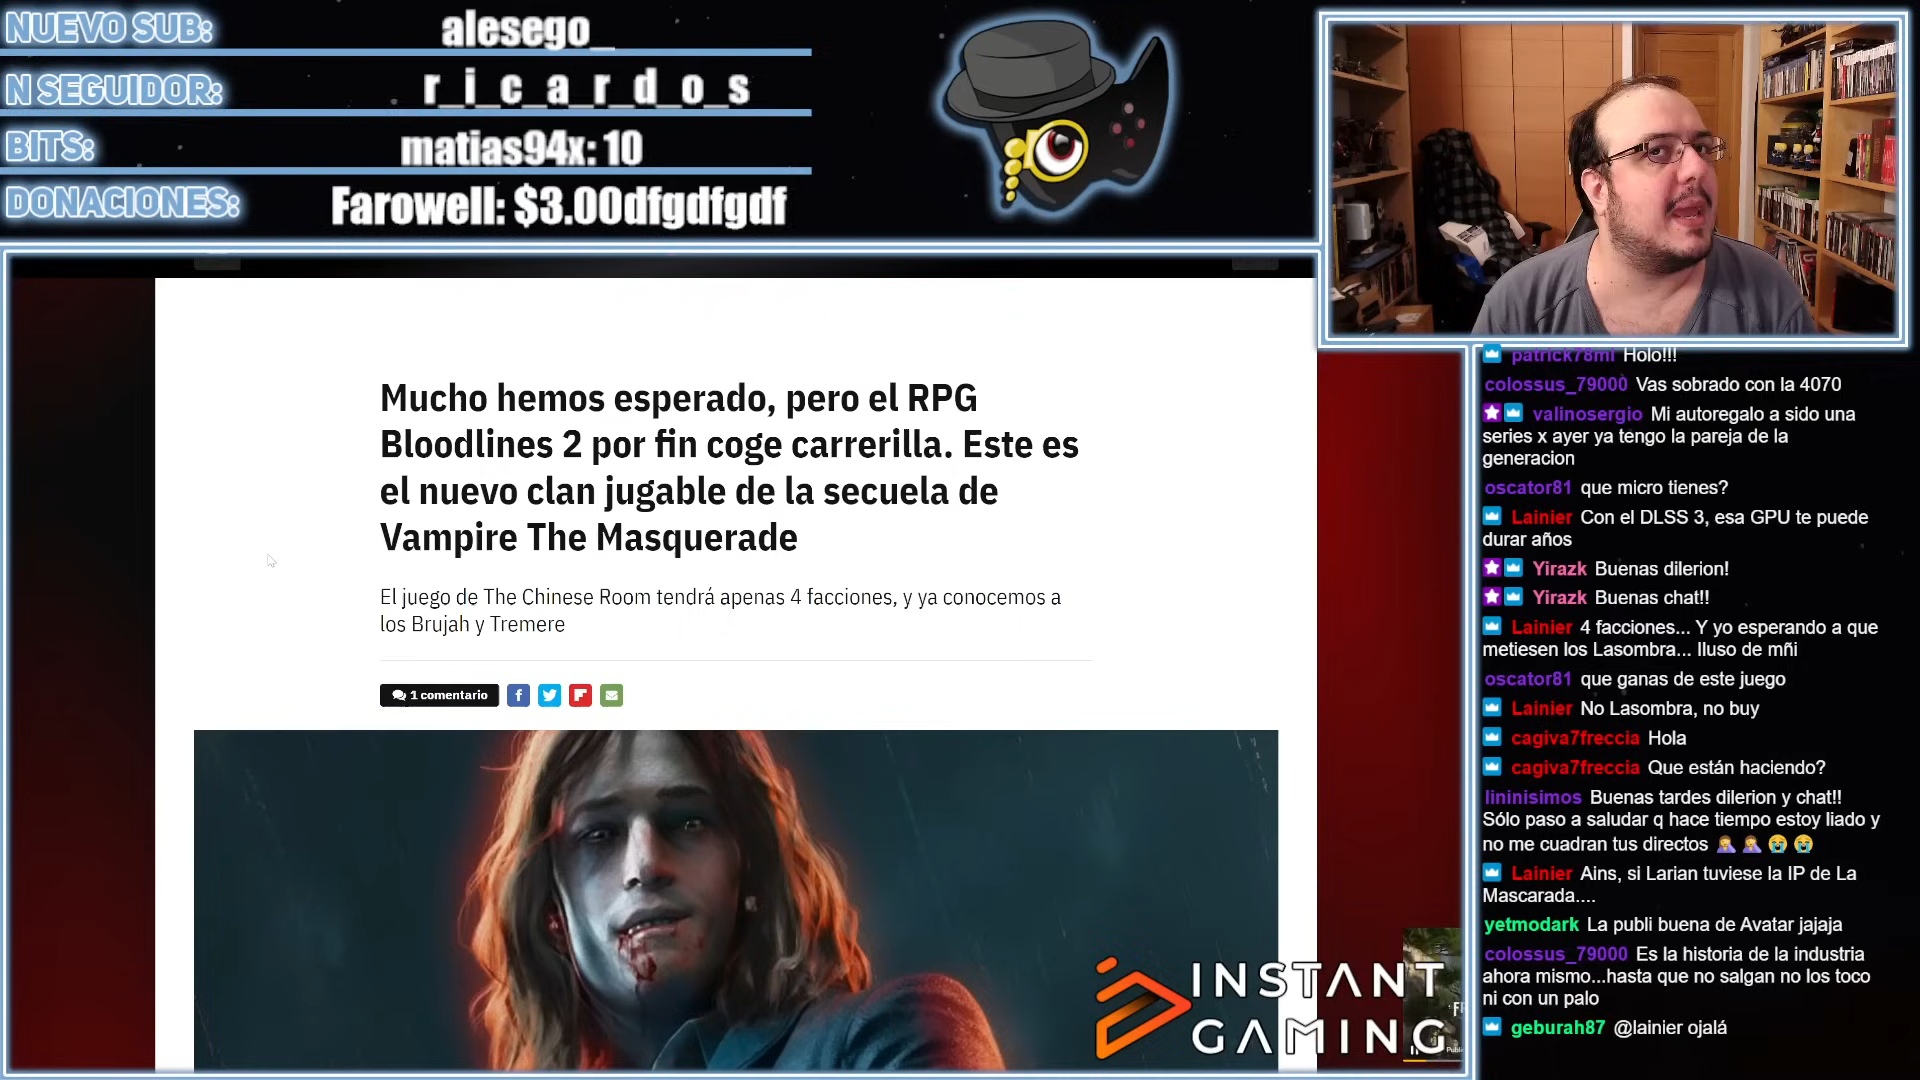 NUEVO SUB:
alesego_
N SEGUIDOR:
r_i_c_a_r_d_o_s
BITS:
matias94x: 10
DONACIONES:
Farowell: $3.00dfgdfgdf
Mucho hemos esperado, pero el RPG
Bloodlines 2 por fin coge carrerilla. Este es
el nuevo clan jugable de la secuela de
Vampire The Masquerade
El juego de The Chinese Room tendrá apenas 4 facciones, y ya conocemos a
los Brujah y Tremere
1 comentario
INSTANT
GAMING
patrick78ml Holo!!!
colossus_79000 Vas sobrado con la 4070
valinosergio Mi autoregalo a sido una
series x ayer ya tengo la pareja de la
generacion
oscator81 que micro tienes?
Lainier Con el DLSS 3, esa GPU te puede
durar años
Yirazk Buenas dilerion!
Yirazk Buenas chat!!
Lainier 4 facciones... Y yo esperando a que
metiesen los Lasombra... Iluso de mñi
oscator81 que ganas de este juego
Lainier No Lasombra, no buy
cagiva7freccia Hola
cagiva7freccia Que están haciendo?
lininisimos Buenas tardes dilerion y chat!!
Sólo paso a saludar q hace tiempo estoy liado y
no me cuadran tus directos 🤦‍♀️ 🤦‍♀️ 😭 😭
Lainier Ains, si Larian tuviese la IP de La
Mascarada....
yetmodark La publi buena de Avatar jajaja
colossus_79000 Es la historia de la industria
ahora mismo...hasta que no salgan no los toco
ni con un palo
geburah87 @lainier ojalá